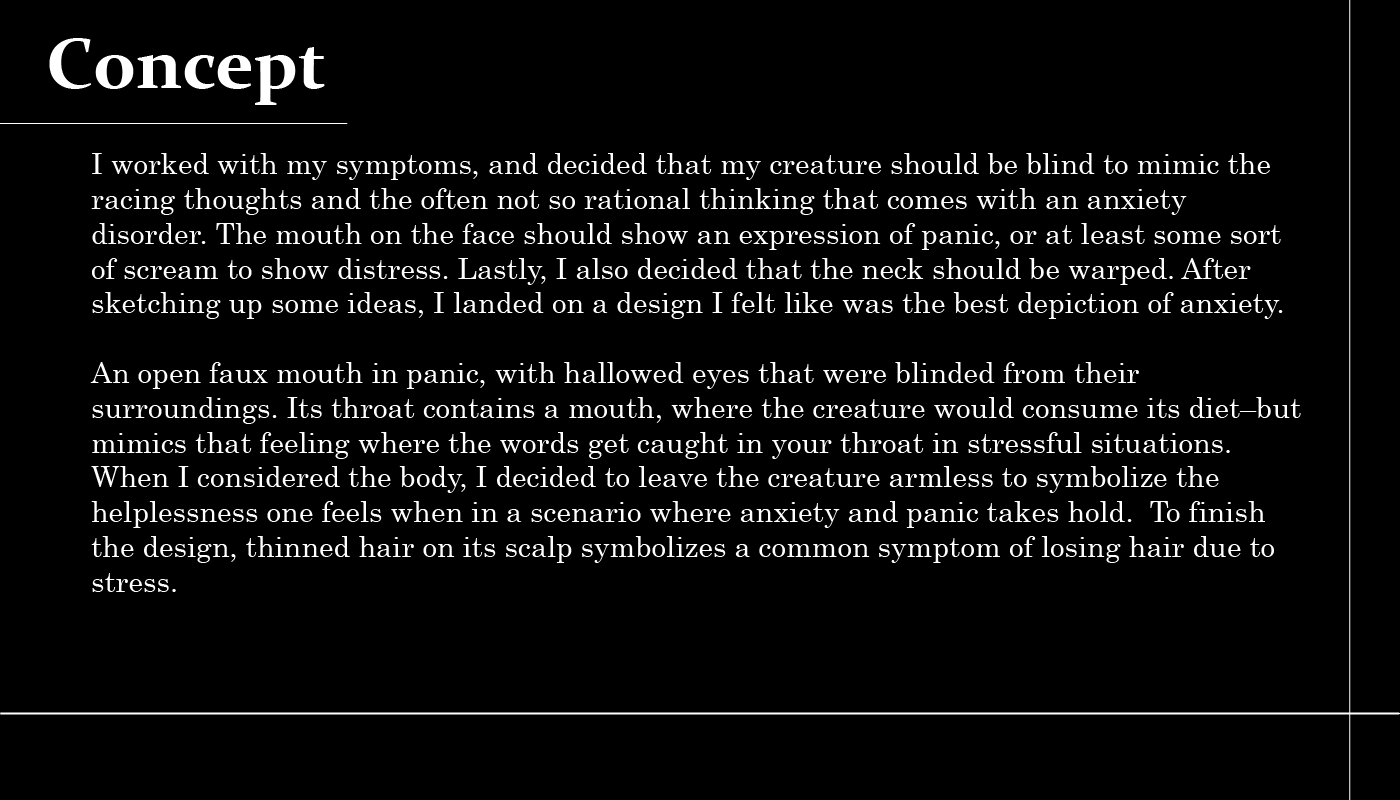 Concept
I worked with my symptoms, and decided that my creature should be blind to mimic the
racing thoughts and the often not so rational thinking that comes with an anxiety
disorder. The mouth on the face should show an expression of panic, or at least some sort
of scream to show distress. Lastly, I also decided that the neck should be warped. After
sketching up some ideas, I landed on a design I felt like was the best depiction of anxiety.
An open faux mouth in panic, with hallowed eyes that were blinded from their
surroundings. Its throat contains a mouth, where the creature would consume its diet–but
mimics that feeling where the words get caught in your throat in stressful situations.
When I considered the body, I decided to leave the creature armless to symbolize the
helplessness one feels when in a scenario where anxiety and panic takes hold.  To finish
the design, thinned hair on its scalp symbolizes a common symptom of losing hair due to
stress.